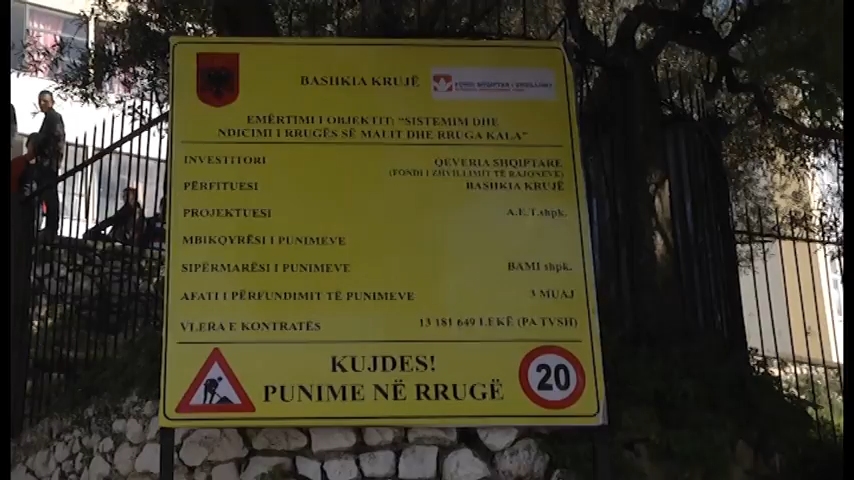 BASHKIA KRUJË
FONDI SHQIPTAR I ZHVILLIMIT
EMËRTIMI I OBJEKTIT: "SISTEMIM DHE
NDICIMI I RRUGËS SË MALIT DHE RRUGA KALA"
INVESTITORI QEVERIA SHQIPTARE
(FONDI I ZHVILLIMIT TË RAJONEVE)
PËRFITUESI BASHKIA KRUJË
PROJEKTUESI A.E.T.shpk.
MBIKQYRËSI I PUNIMEVE
SIPËRMARËSI I PUNIMEVE BAMI shpk.
AFATI I PËRFUNDIMIT TË PUNIMEVE 3 MUAJ
VLERA E KONTRATËS 13 181 649 LEKË (PA TVSH)
KUJDES!
PUNIME NË RRUGË
20